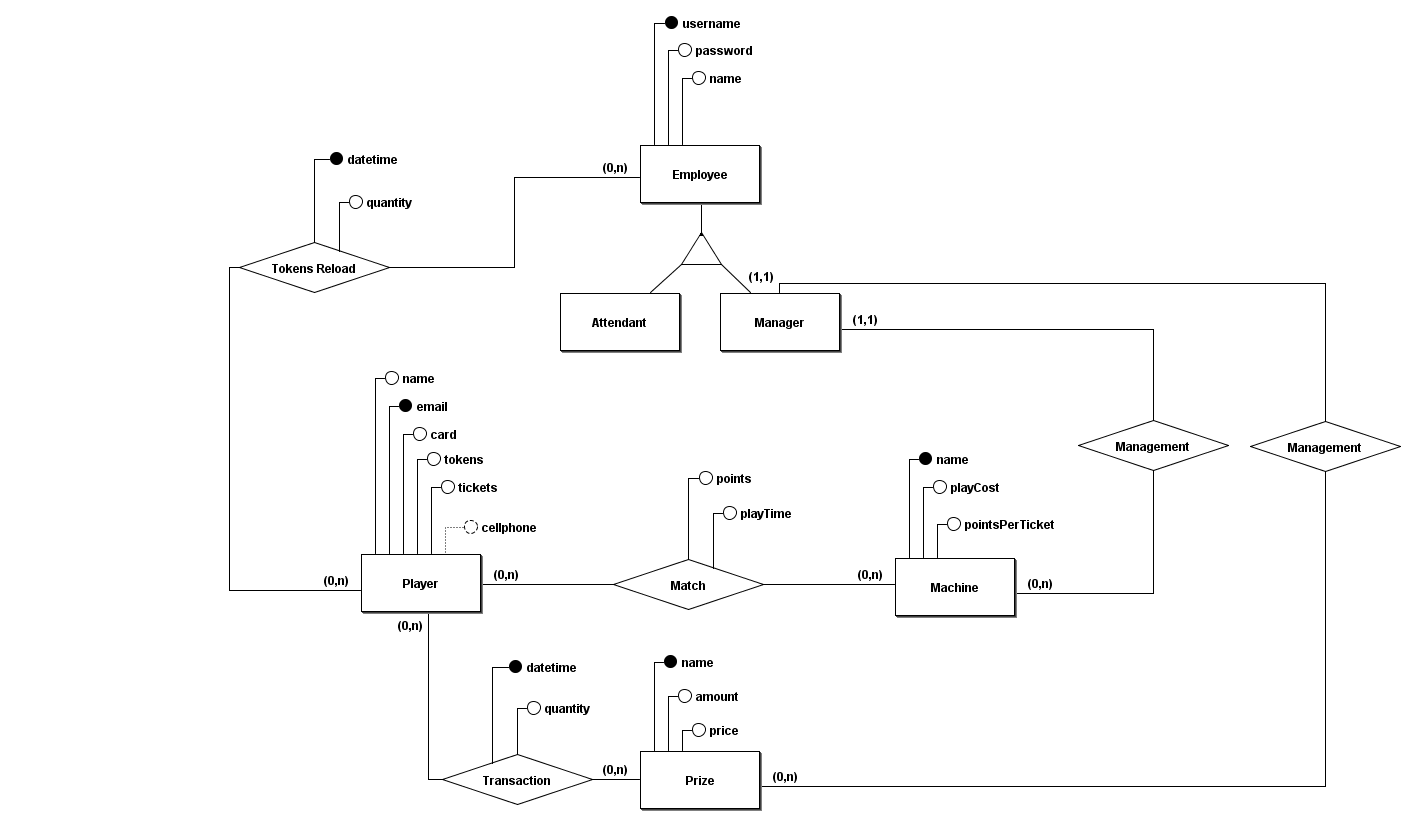 username
password
name
datetime
(0,n)
Employee
quantity
Tokens Reload
(1,1)
Attendant
Manager
(1,1)
name
email
card
tokens
tickets
cellphone
Management
Management
points
playTime
name
playCost
pointsPerTicket
(0,n)
Player
(0,n)
Match
(0,n)
Machine
(0,n)
(0,n)
datetime
quantity
name
amount
price
Transaction
(0,n)
Prize
(0,n)